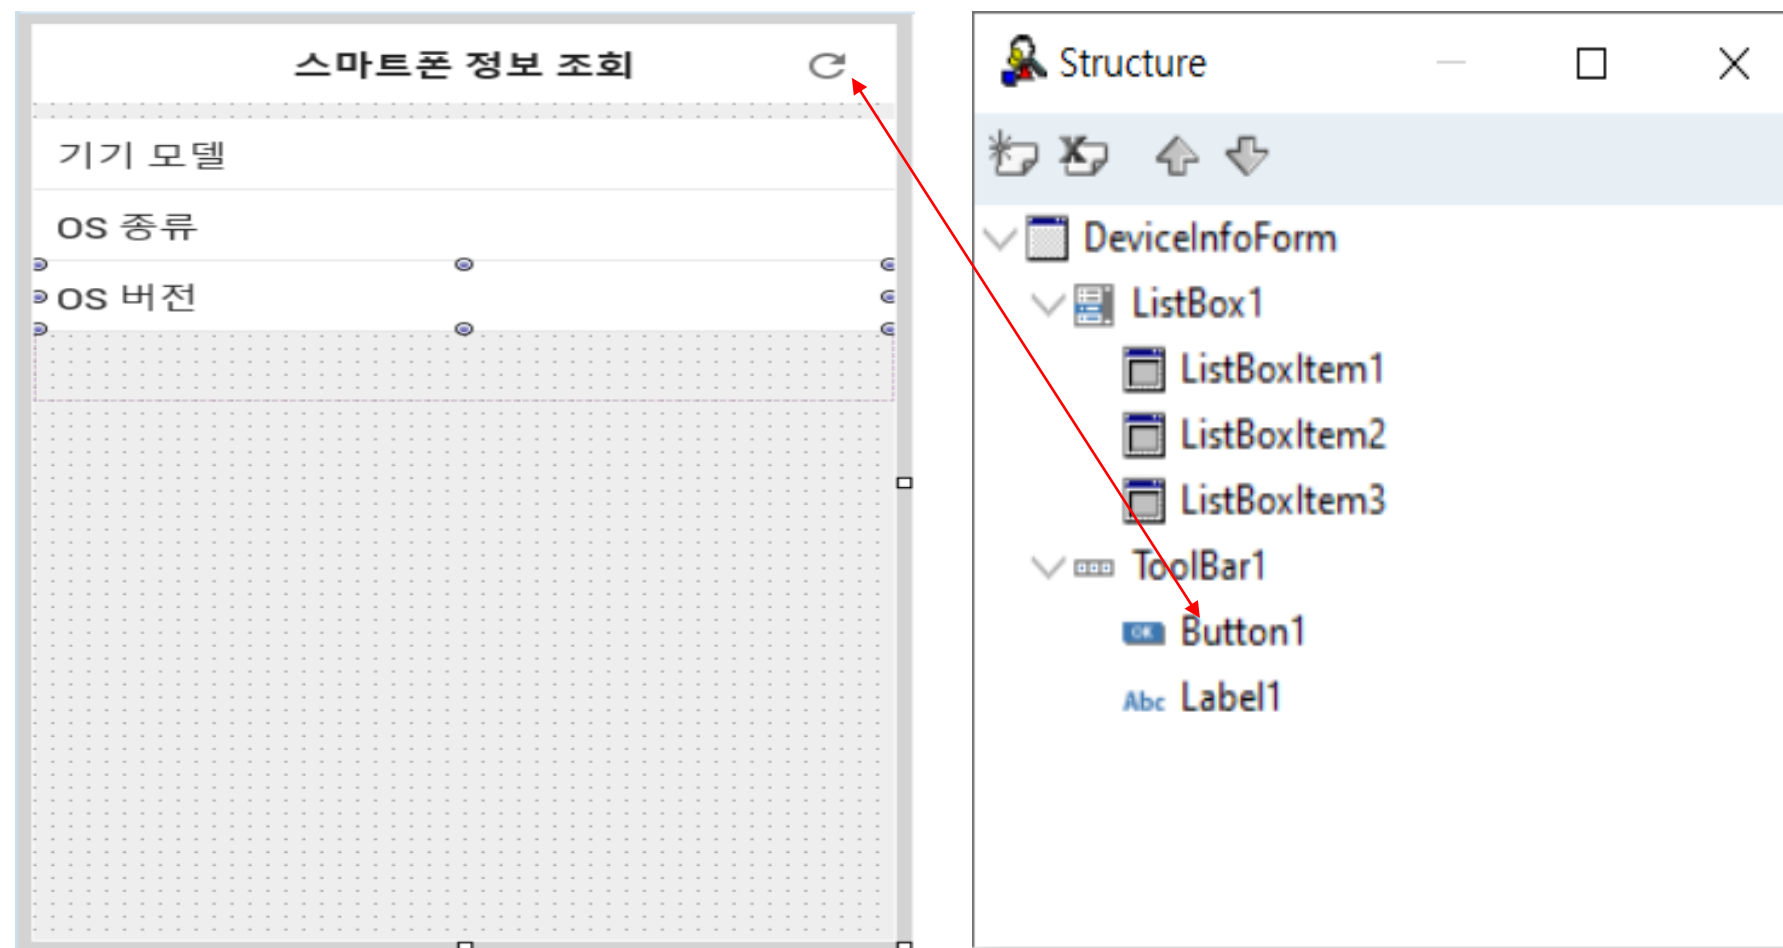 스마트폰 정보 조회
기기 모델
OS 종류
OS 버전
Structure
DeviceInfoForm
ListBox1
ListBoxItem1
ListBoxItem2
ListBoxItem3
ToolBar1
OK Button1
Abc Label1